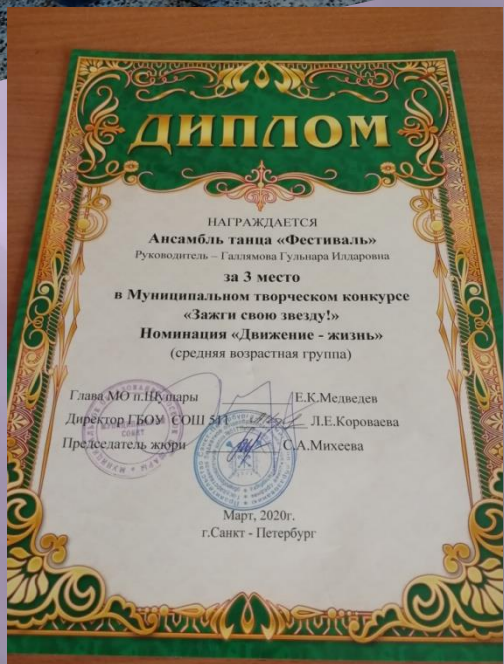 ДИПЛОМ
НАГРАЖДАЕТСЯ
Ансамбль танца «Фестиваль»
Руководитель – Галлямова Гульнара Илдаровна
за 3 место
в Муниципальном творческом конкурсе
«Зажги свою звезду!»
Номинация «Движение - жизнь»
(средняя возрастная группа)
Глава МО п.Шушары Е.К.Медведев
Директор ГБОУ СОШ 511 Л.Е.Короваева
Председатель жюри С.А.Михеева
Март, 2020г.
г.Санкт - Петербург